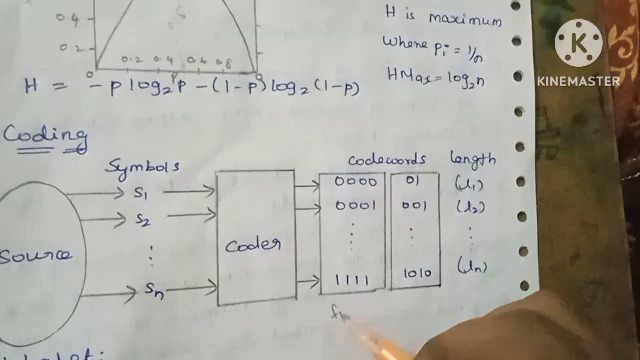 0.4
H is maximum
0.2
where pi = 1/n
0 0.2 0.4 0.6 0.8
HMax = log2 n
KINEMASTER
H = -p log2 p - (1-p) log2 (1-p)
Coding
Symbols codewords length
S1 0000 01 (l1)
S2 0001 001 (l2)
Source Coder
Sn 1111 1010 (ln)